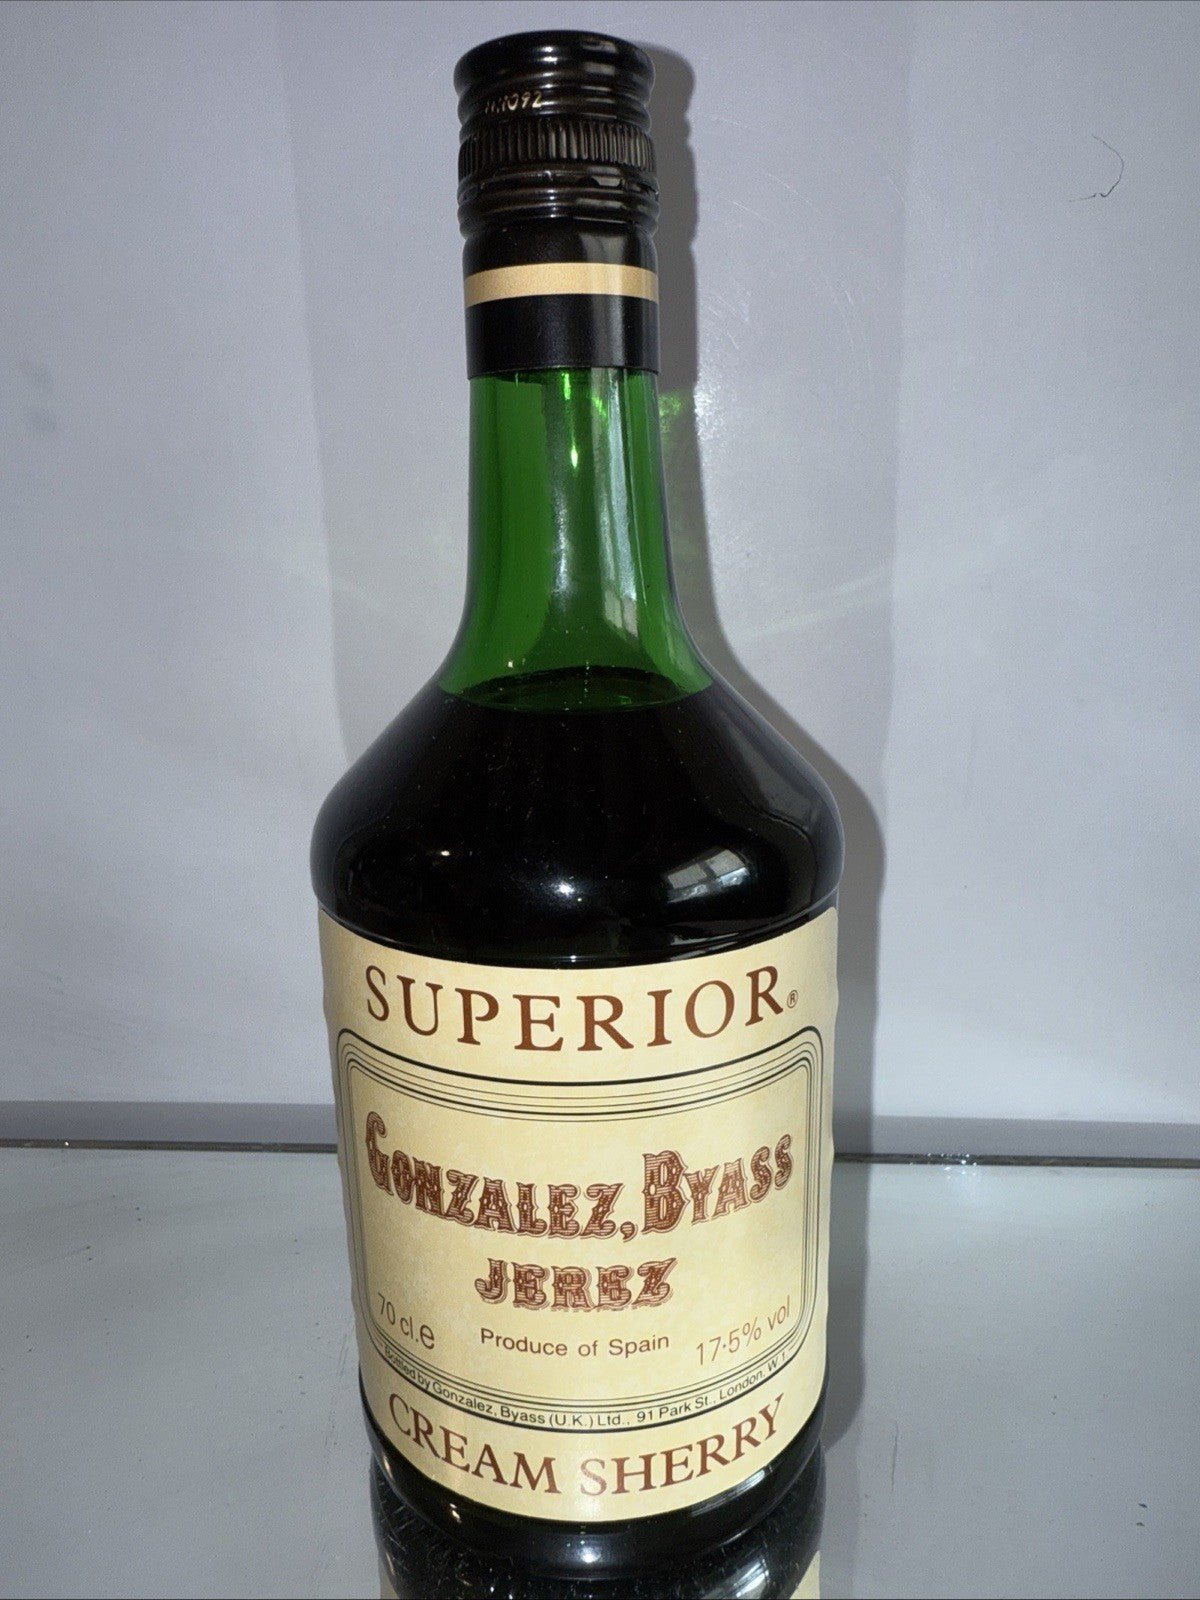 SUPERIOR®
GONZALEZ, BYASS
JEREZ
70 cl.e
Produce of Spain
17·5% vol
Bottled by Gonzalez, Byass (U.K.) Ltd., 91 Park St., London. W.1.
CREAM SHERRY